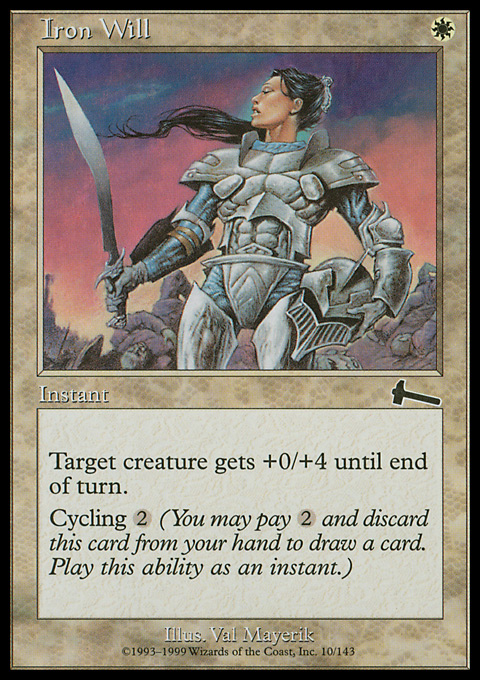 Iron Will
Instant
Target creature gets +0/+4 until end
of turn.
Cycling 2 (You may pay 2 and discard
this card from your hand to draw a card.
Play this ability as an instant.)
Illus. Val Mayerik
©1993–1999 Wizards of the Coast, Inc. 10/143